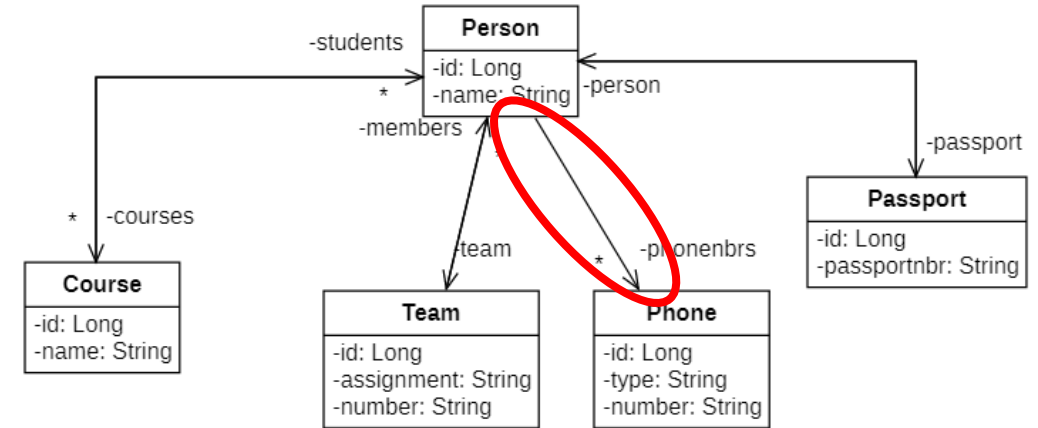 Person
-id: Long
-name: String
-students
*
-members
*
-person
-passport
Passport
-id: Long
-passportnbr: String
*
-courses
Course
-id: Long
-name: String
-team
Team
-id: Long
-assignment: String
-number: String
-phonenbrs
*
Phone
-id: Long
-type: String
-number: String